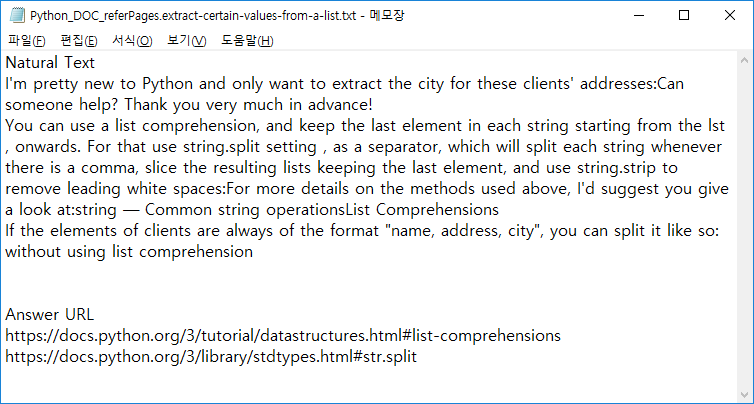 Python_DOC_referPages.extract-certain-values-from-a-list.txt - 메모장
파일(F) 편집(E) 서식(O) 보기(V) 도움말(H)
Natural Text
I'm pretty new to Python and only want to extract the city for these clients' addresses:Can
someone help? Thank you very much in advance!
You can use a list comprehension, and keep the last element in each string starting from the lst
, onwards. For that use string.split setting , as a separator, which will split each string whenever
there is a comma, slice the resulting lists keeping the last element, and use string.strip to
remove leading white spaces:For more details on the methods used above, I'd suggest you give
a look at:string — Common string operationsList Comprehensions
If the elements of clients are always of the format "name, address, city", you can split it like so:
without using list comprehension
Answer URL
https://docs.python.org/3/tutorial/datastructures.html#list-comprehensions
https://docs.python.org/3/library/stdtypes.html#str.split